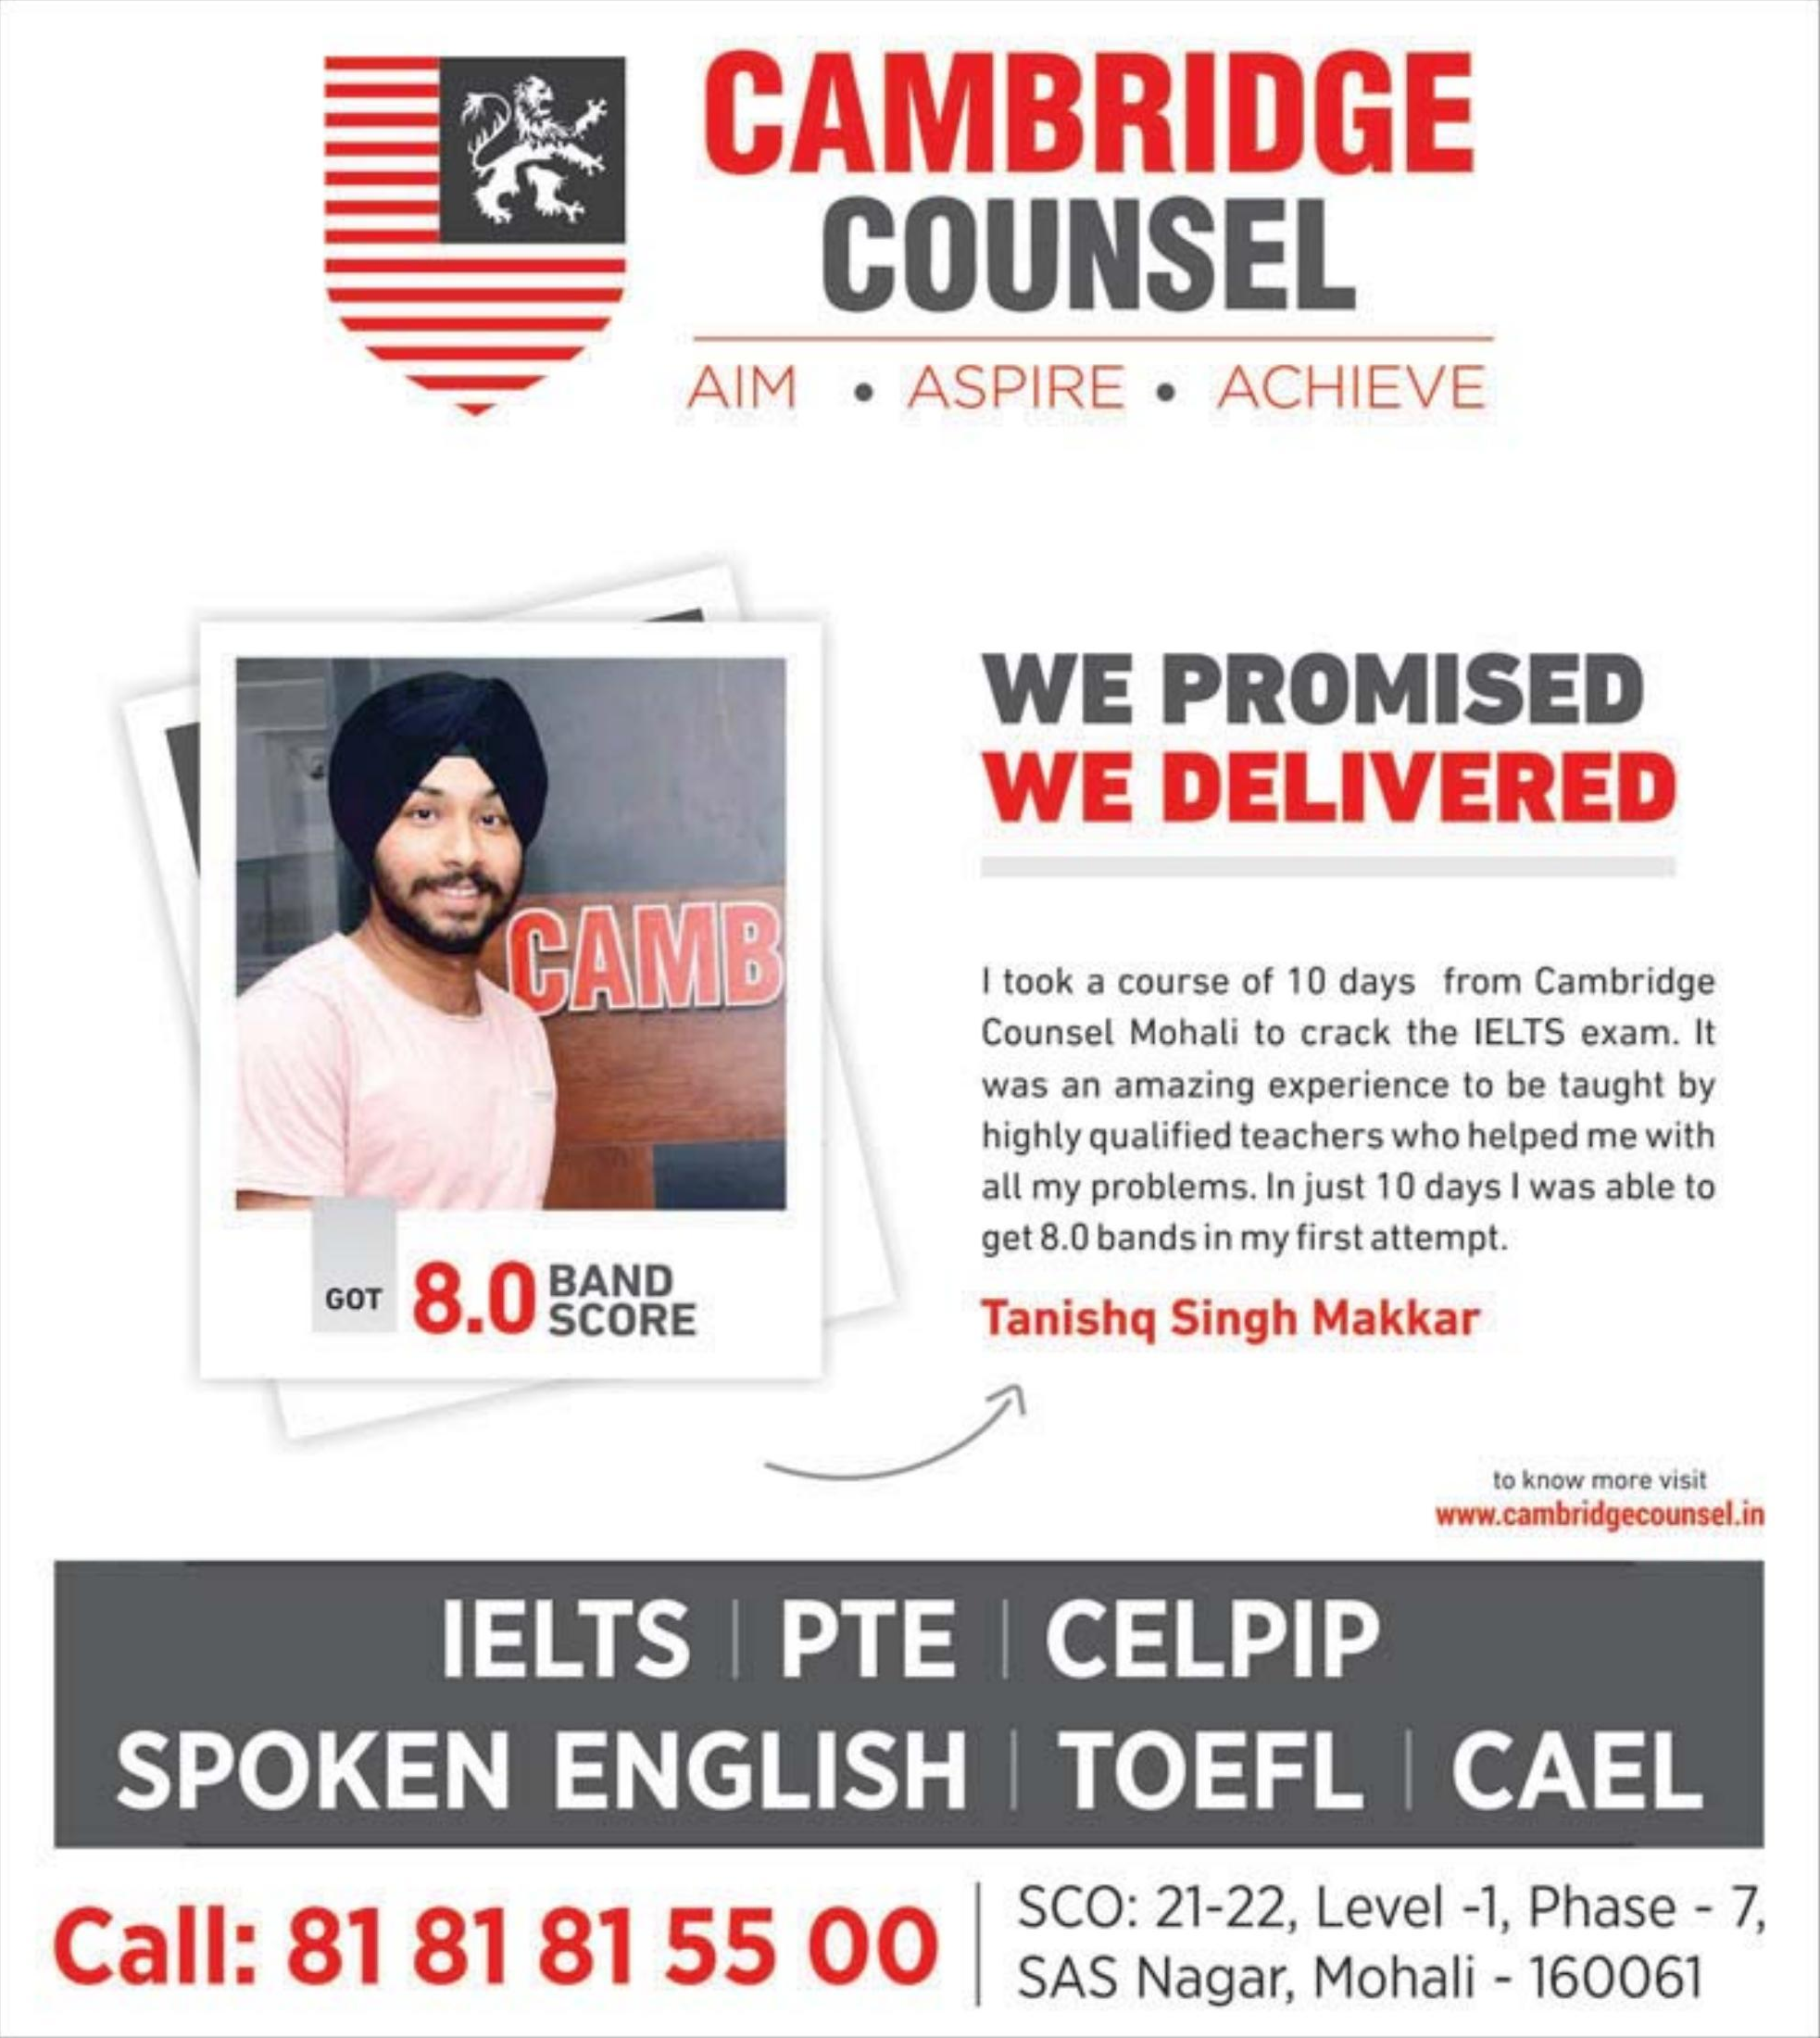 CAMBRIDGE
COUNSEL
AIM • ASPIRE • ACHIEVE
WE PROMISED
WE DELIVERED
CAMB
I took a course of 10 days from Cambridge
Counsel Mohali to crack the IELTS exam. It
was an amazing experience to be taught by
highly qualified teachers who helped me with
all my problems. In just 10 days I was able to
get 8.0 bands in my first attempt.
GOT 8.0 BAND
SCORE
Tanishq Singh Makkar
to know more visit
www.cambridgecounsel.in
IELTS | PTE | CELPIP
SPOKEN ENGLISH | TOEFL | CAEL
Call: 81 81 81 55 00
SCO: 21-22, Level -1, Phase - 7,
SAS Nagar, Mohali - 160061